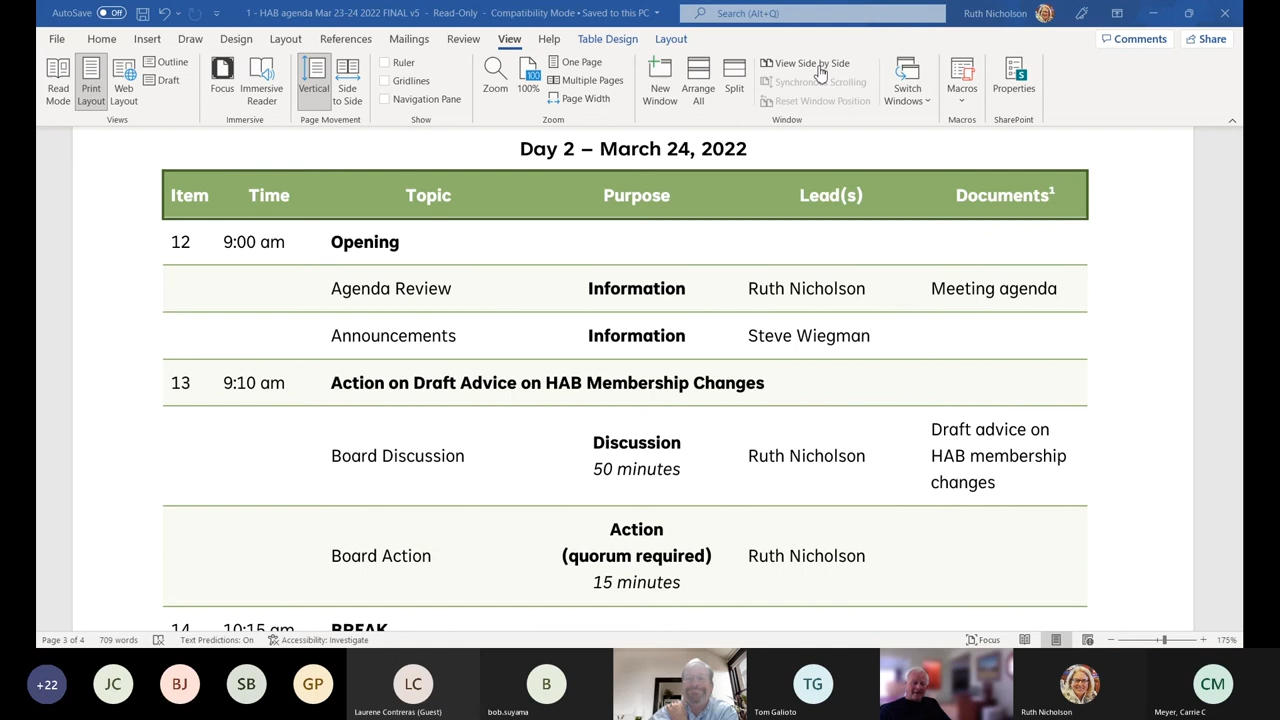 AutoSave Off 1 - HAB agenda Mar 23-24 2022 FINAL v5 - Read-Only - Compatibility Mode • Saved to this PC Search (Alt+Q) Ruth Nicholson
File Home Insert Draw Design Layout References Mailings Review View Help Table Design Layout Comments Share
Read Mode
Print Layout
Web Layout
Outline
Draft
Views
Focus
Immersive Reader
Immersive
Vertical
Side to Side
Page Movement
Ruler
Gridlines
Navigation Pane
Show
Zoom
100
100%
One Page
Multiple Pages
Page Width
Zoom
New Window
Arrange All
Split
View Side by Side
Synchronous Scrolling
Reset Window Position
Switch Windows
Window
Macros
Macros
Properties
SharePoint
Day 2 – March 24, 2022
Item Time Topic Purpose Lead(s) Documents¹
12 9:00 am Opening
Agenda Review Information Ruth Nicholson Meeting agenda
Announcements Information Steve Wiegman
13 9:10 am Action on Draft Advice on HAB Membership Changes
Board Discussion Discussion 50 minutes Ruth Nicholson Draft advice on HAB membership changes
Board Action Action (quorum required) 15 minutes Ruth Nicholson
14 10:15 am BREAK
Page 3 of 4 709 words Text Predictions: On Accessibility: Investigate Focus 175%
+22 JC BJ SB GP LC B TG CM
Laurene Contreras (Guest) bob.suyama Tom Galioto Ruth Nicholson Meyer, Carrie C